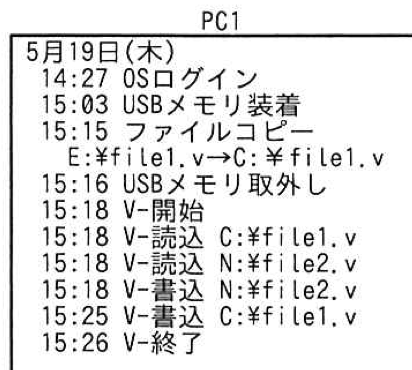 PC1
5月19日(木)
14:27 OSログイン
15:03 USBメモリ装着
15:15 ファイルコピー
E:¥file1.v→C:¥file1.v
15:16 USBメモリ取外し
15:18 V-開始
15:18 V-読込 C:¥file1.v
15:18 V-読込 N:¥file2.v
15:18 V-書込 N:¥file2.v
15:25 V-書込 C:¥file1.v
15:26 V-終了